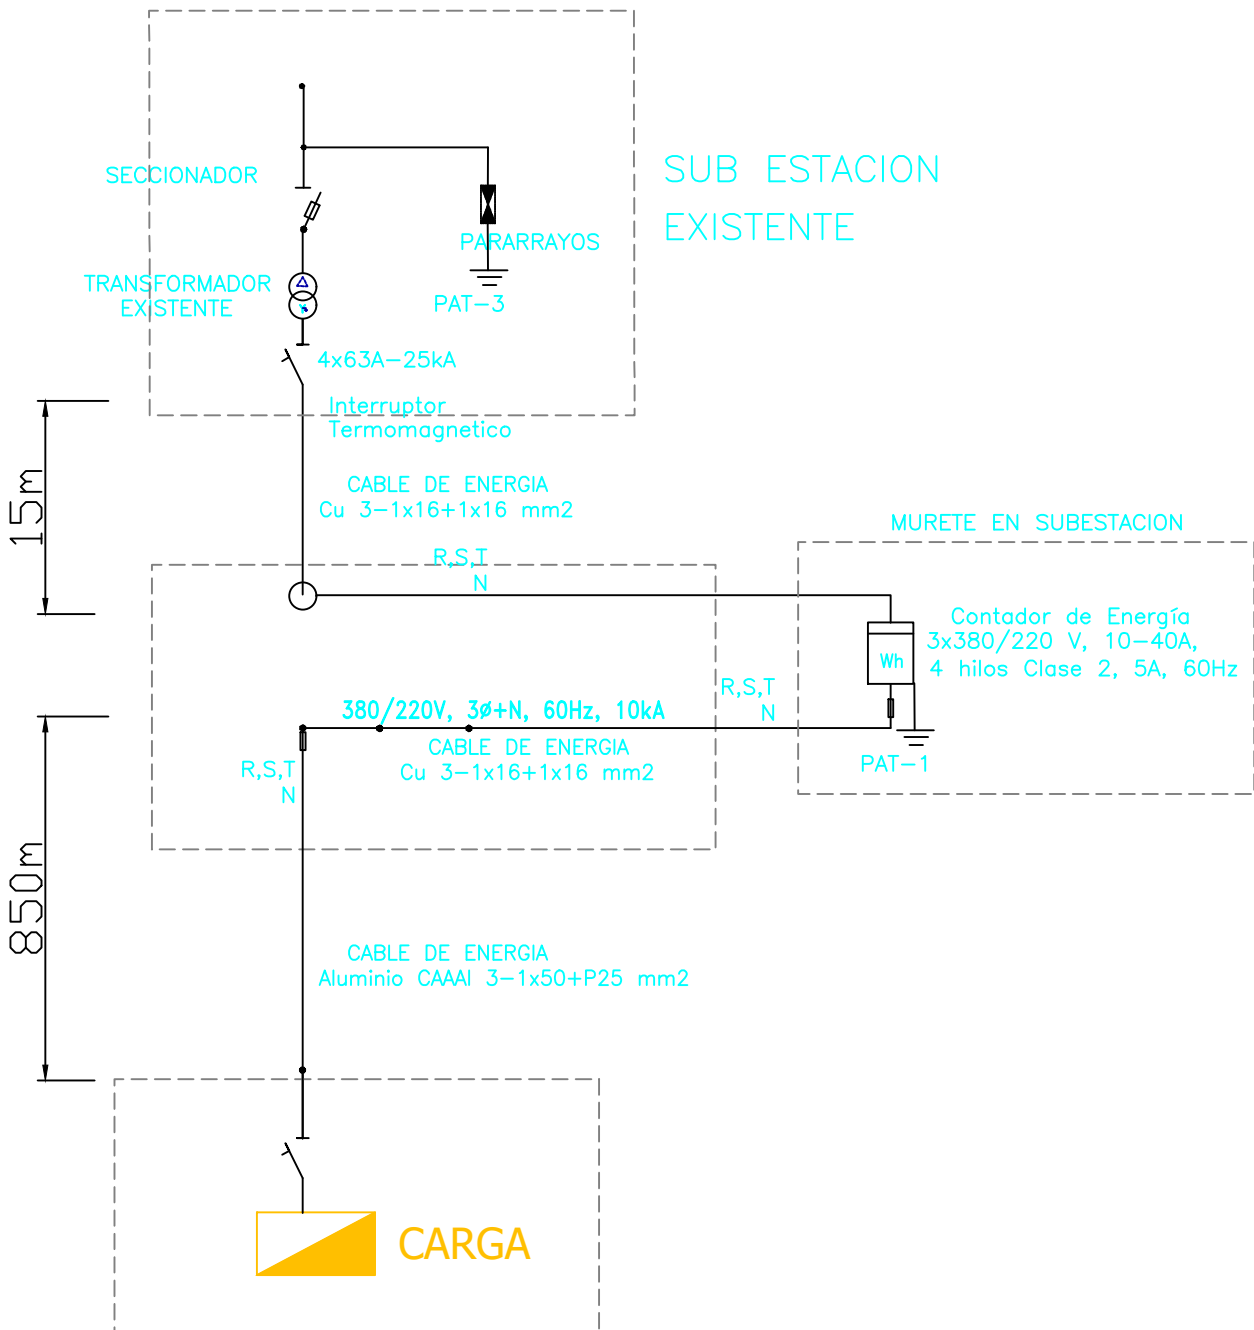 SUB ESTACION
EXISTENTE
SECCIONADOR
PARARRAYOS
TRANSFORMADOR
EXISTENTE
PAT-3
4x63A-25kA
Interruptor
Termomagnetico
15m
CABLE DE ENERGIA
Cu 3-1x16+1x16 mm2
MURETE EN SUBESTACION
R,S,T
N
Contador de Energía
3x380/220 V, 10-40A,
4 hilos Clase 2, 5A, 60Hz
Wh
R,S,T
N
380/220V, 3ø+N, 60Hz, 10kA
CABLE DE ENERGIA
Cu 3-1x16+1x16 mm2
PAT-1
R,S,T
N
850m
CABLE DE ENERGIA
Aluminio CAAAI 3-1x50+P25 mm2
CARGA